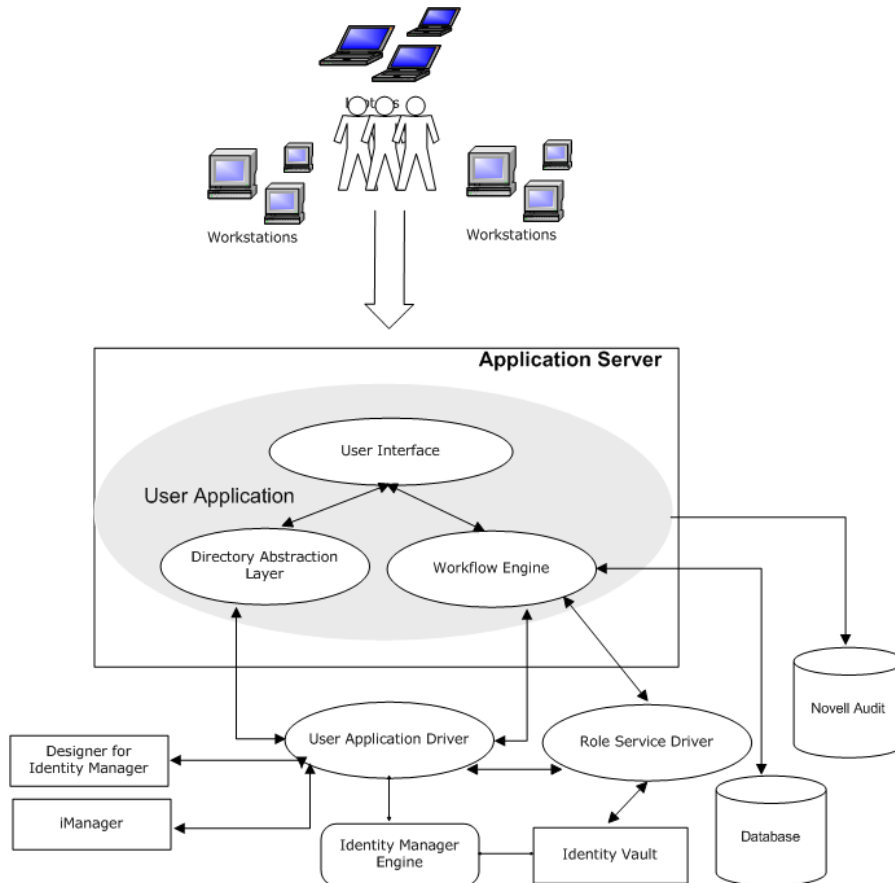 Workstations
Workstations
Application Server
User Interface
User Application
Directory Abstraction
Layer
Workflow Engine
Novell Audit
User Application Driver
Role Service Driver
Designer for
Identity Manager
iManager
Identity Manager
Engine
Identity Vault
Database